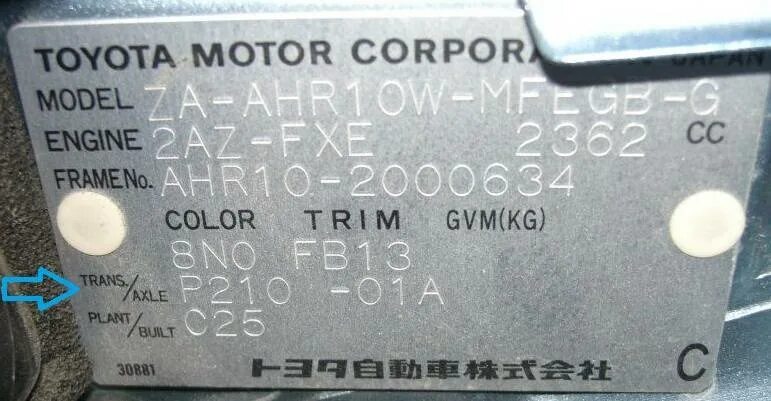 TOYOTA MOTOR JAPAN
MODEL ZA-AHR10W-MFEGB-G
ENGINE 2AZ-FXE 2362 CC
FRAME No. AHR10-2000634
COLOR TRIM GVM(KG)
8N0 FB13
TRANS./AXLE P210 -01A
PLANT/BUILT C25
30881 トヨタ自動車株式会社 C